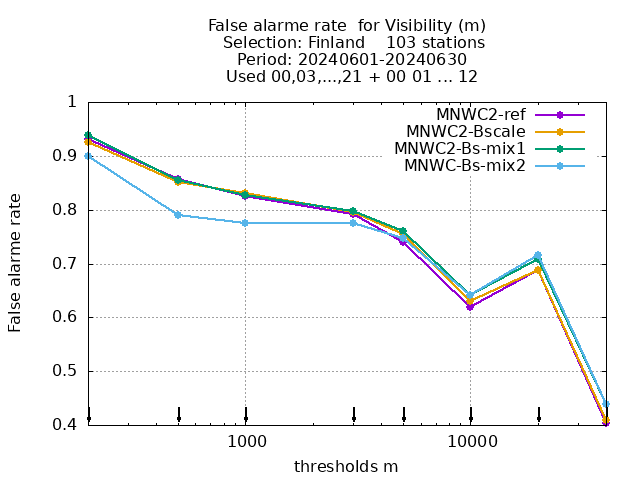 False alarme rate  for Visibility (m)
Selection: Finland    103 stations
Period: 20240601-20240630
Used 00,03,...,21 + 00 01 ... 12
MNWC2-ref
MNWC2-Bscale
MNWC2-Bs-mix1
MNWC-Bs-mix2
False alarme rate
1
0.9
0.8
0.7
0.6
0.5
0.4
1000
10000
thresholds m